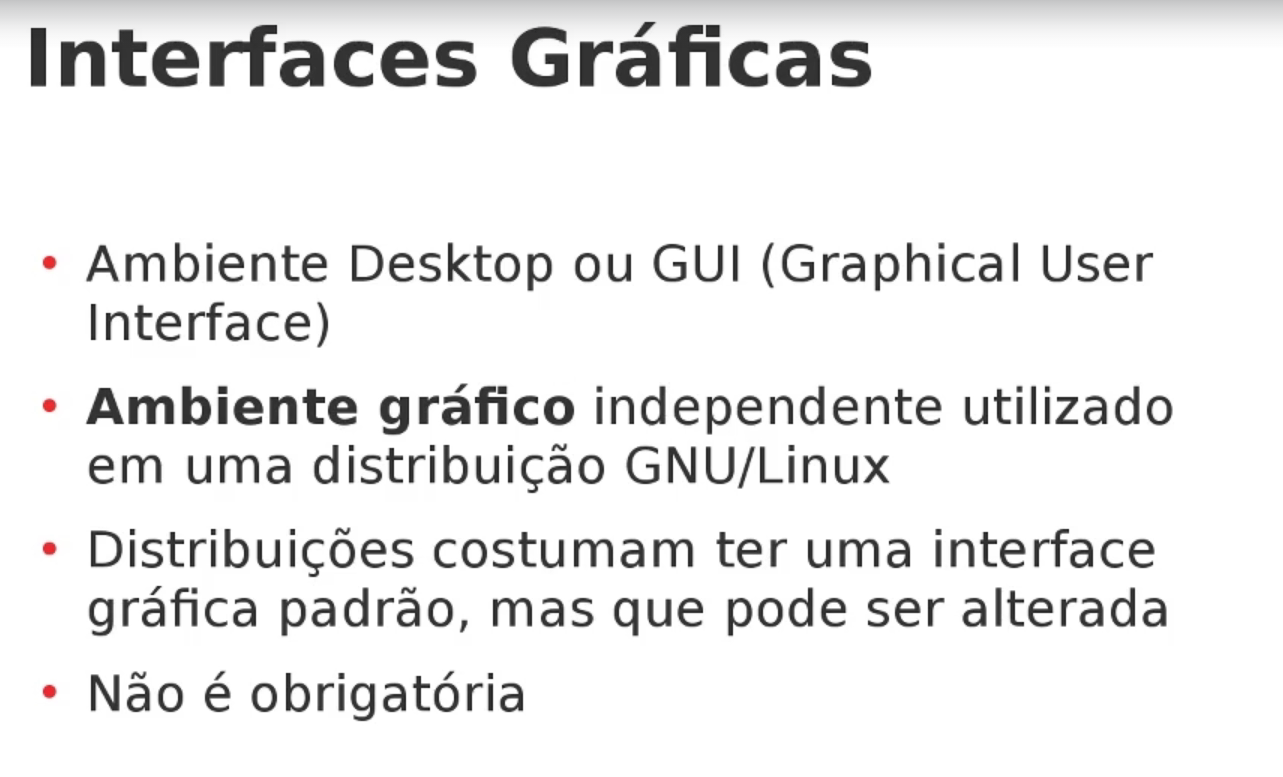 Interfaces Gráficas
• Ambiente Desktop ou GUI (Graphical User
Interface)
• Ambiente gráfico independente utilizado
em uma distribuição GNU/Linux
• Distribuições costumam ter uma interface
gráfica padrão, mas que pode ser alterada
• Não é obrigatória